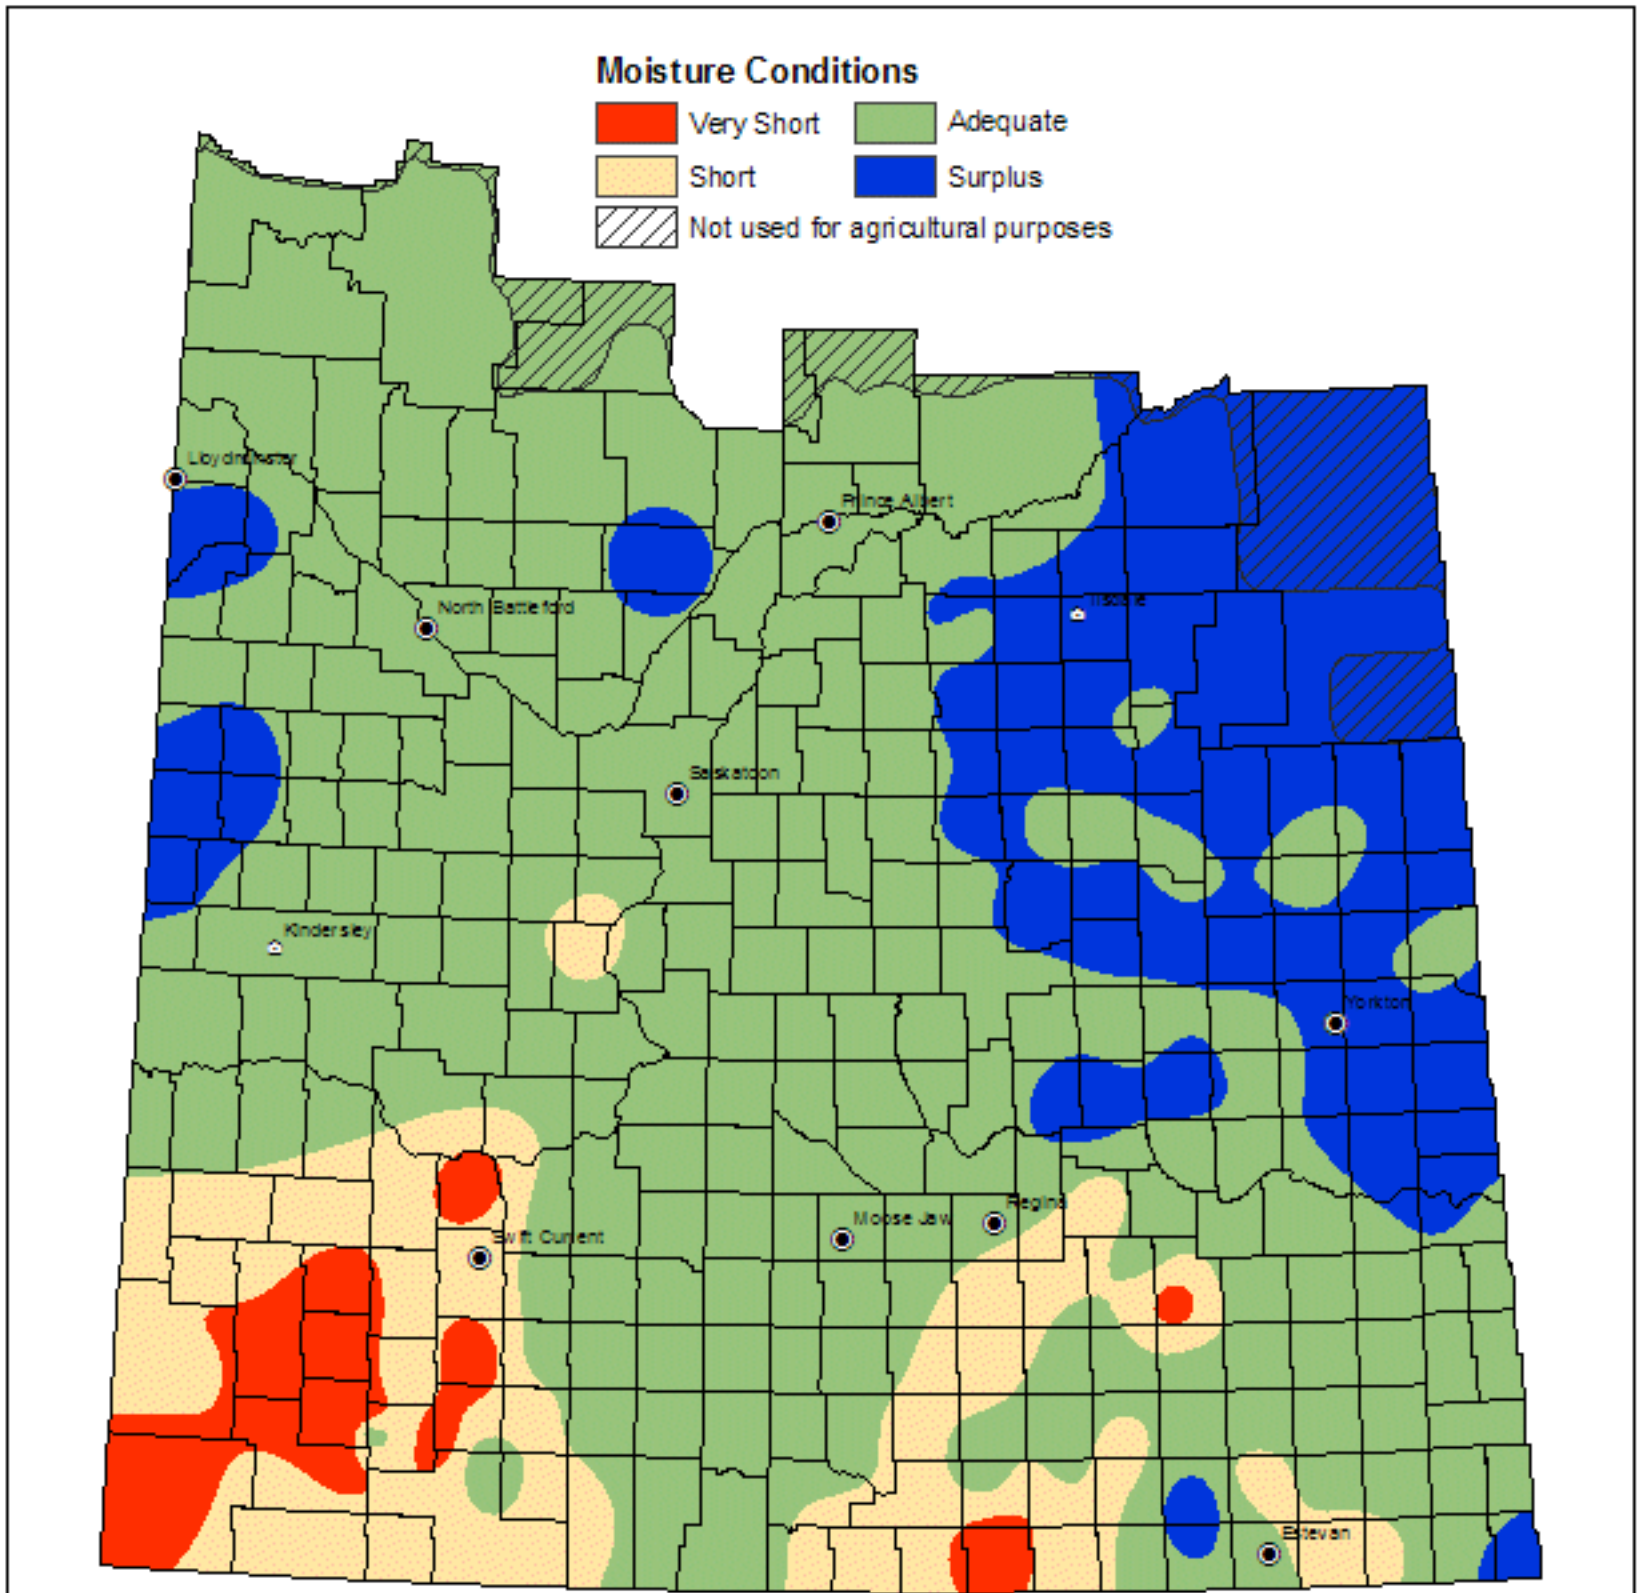 Moisture Conditions
Very Short
Adequate
Short
Surplus
Not used for agricultural purposes
Lloydminster
Prince Albert
Tisdale
North Battleford
Saskatoon
Kindersley
Yorkton
Regina
Moose Jaw
Swift Current
Estevan